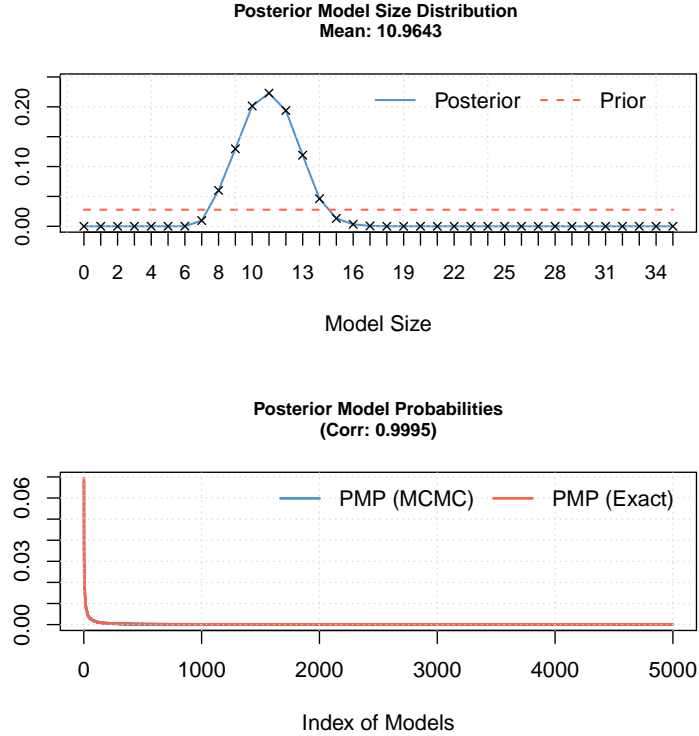 Posterior Model Size Distribution
Mean: 10.9643
Posterior Prior
0.00 0.10 0.20
0 2 4 6 8 10 13 16 19 22 25 28 31 34
Model Size
Posterior Model Probabilities
(Corr: 0.9995)
PMP (MCMC) PMP (Exact)
0.00 0.03 0.06
0 1000 2000 3000 4000 5000
Index of Models